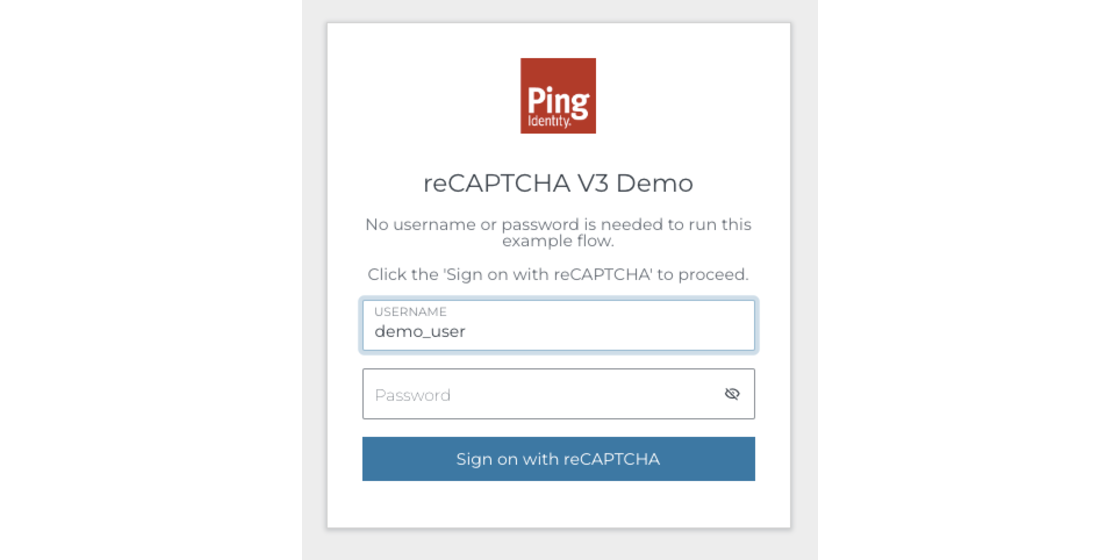 Ping
Identity.
reCAPTCHA V3 Demo
No username or password is needed to run this
example flow.
Click the 'Sign on with reCAPTCHA' to proceed.
USERNAME
demo_user
Password
Sign on with reCAPTCHA